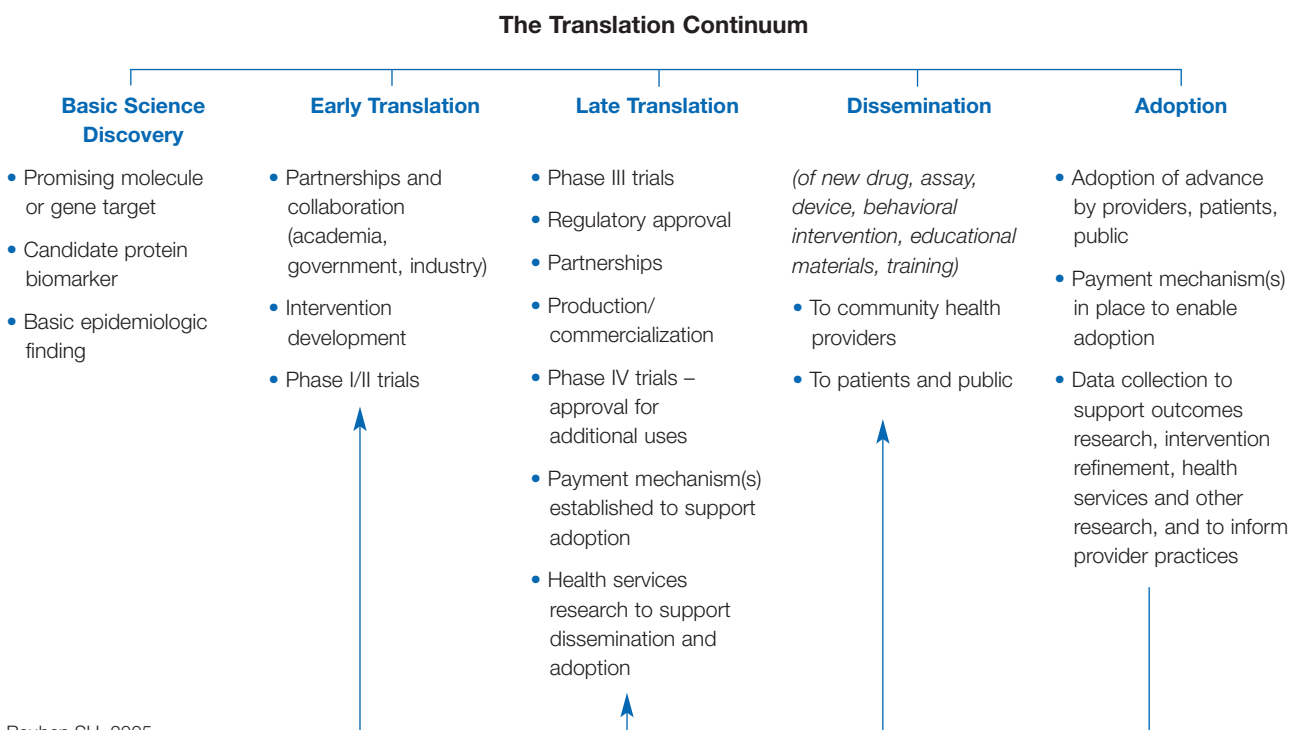 The Translation Continuum
Basic Science
Discovery
• Promising molecule
or gene target
• Candidate protein
biomarker
• Basic epidemiologic
finding
Early Translation
• Partnerships and
collaboration
(academia,
government, industry)
• Intervention
development
• Phase I/II trials
Late Translation
• Phase III trials
• Regulatory approval
• Partnerships
• Production/
commercialization
• Phase IV trials –
approval for
additional uses
• Payment mechanism(s)
established to support
adoption
• Health services
research to support
dissemination and
adoption
Dissemination
(of new drug, assay,
device, behavioral
intervention, educational
materials, training)
• To community health
providers
• To patients and public
Adoption
• Adoption of advance
by providers, patients,
public
• Payment mechanism(s)
in place to enable
adoption
• Data collection to
support outcomes
research, intervention
refinement, health
services and other
research, and to inform
provider practices